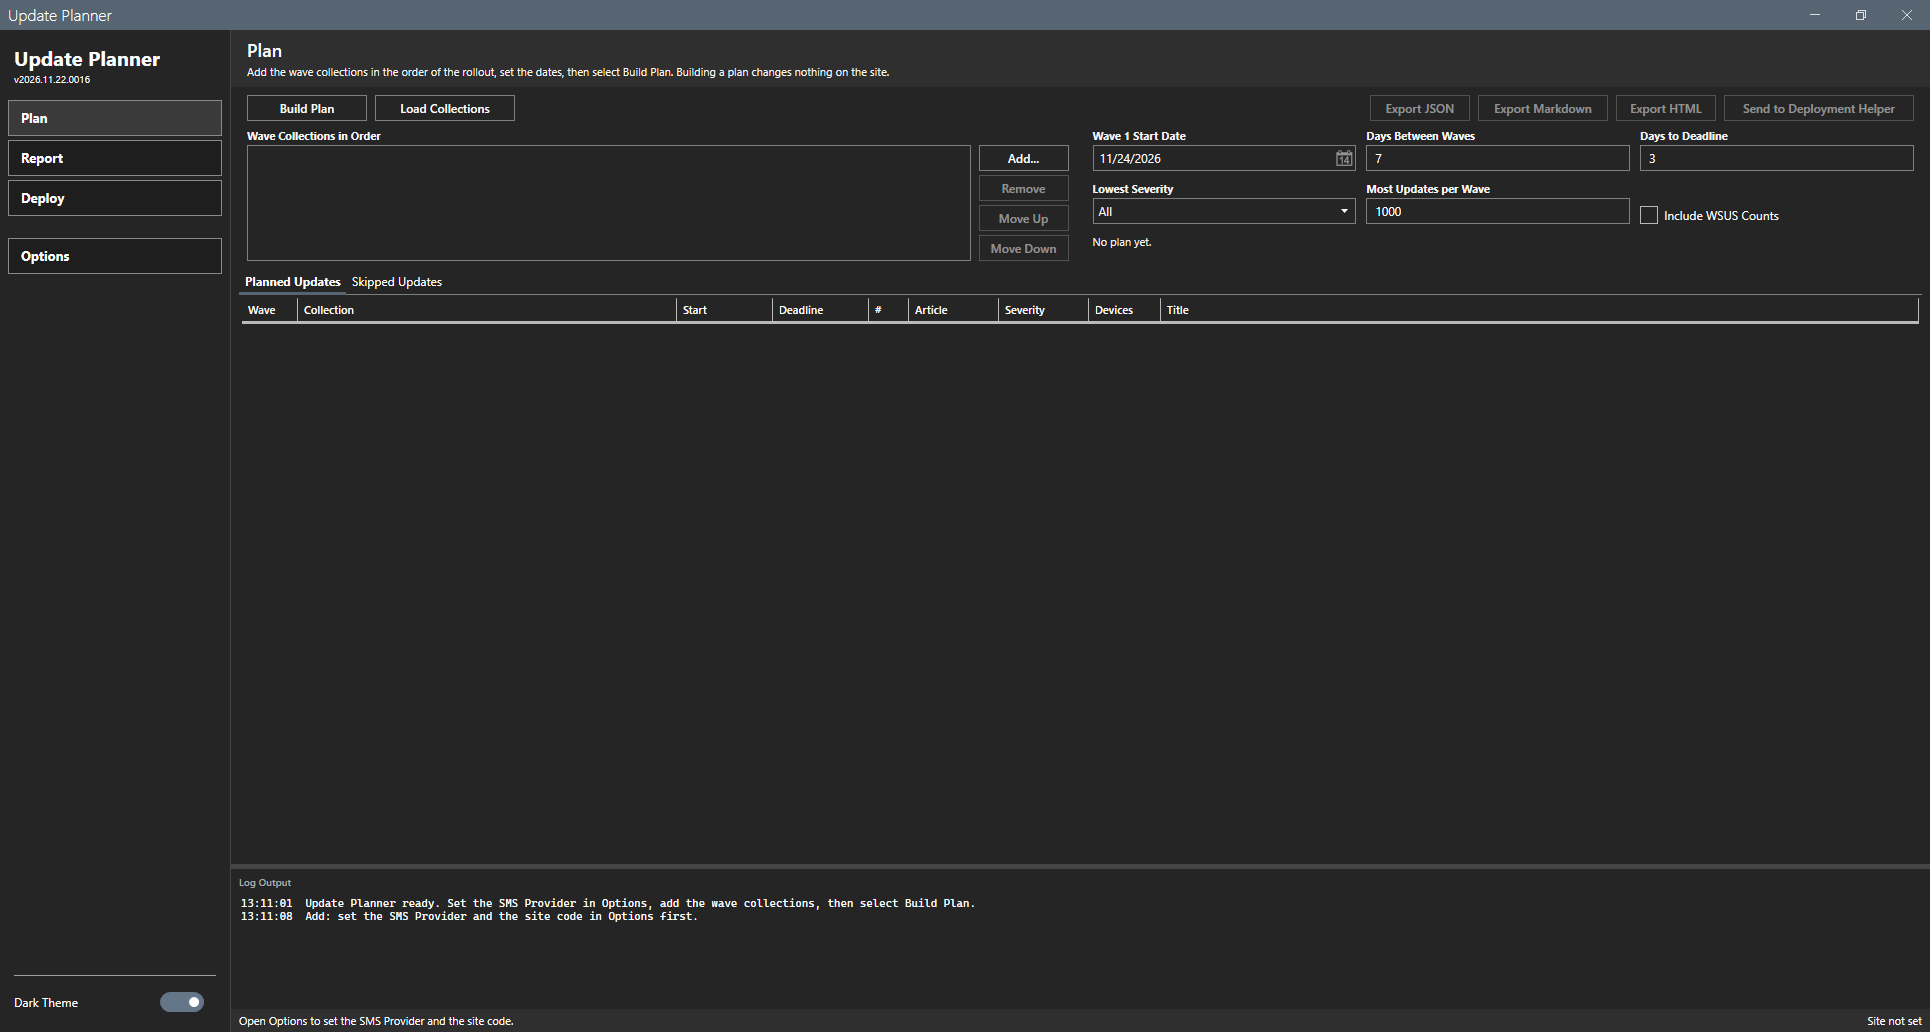 Update Planner
Update Planner
v2026.11.22.0016
Plan
Report
Deploy
Options
Dark Theme
Plan
Add the wave collections in the order of the rollout, set the dates, then select Build Plan. Building a plan changes nothing on the site.
Build Plan
Load Collections
Export JSON
Export Markdown
Export HTML
Send to Deployment Helper
Wave Collections in Order
Add...
Remove
Move Up
Move Down
Wave 1 Start Date
11/24/2026
14
Days Between Waves
7
Days to Deadline
3
Lowest Severity
All
Most Updates per Wave
1000
Include WSUS Counts
No plan yet.
Planned Updates
Skipped Updates
Wave
Collection
Start
Deadline
#
Article
Severity
Devices
Title
Log Output
13:11:01 Update Planner ready. Set the SMS Provider in Options, add the wave collections, then select Build Plan.
13:11:08 Add: set the SMS Provider and the site code in Options first.
Open Options to set the SMS Provider and the site code.
Site not set